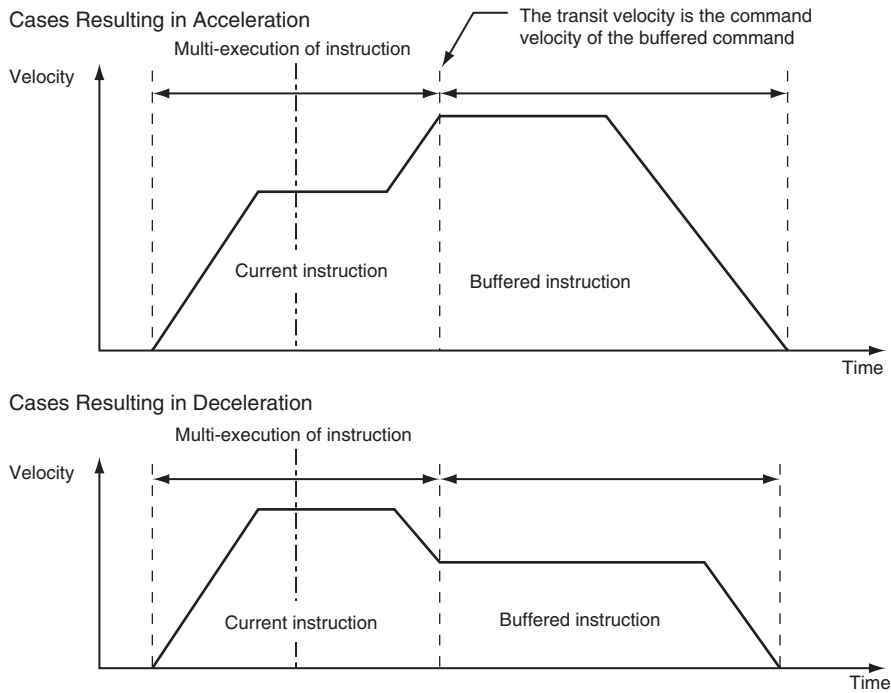 Cases Resulting in Acceleration
The transit velocity is the command
velocity of the buffered command
Multi-execution of instruction
Velocity
Current instruction
Buffered instruction
Time
Cases Resulting in Deceleration
Multi-execution of instruction
Velocity
Current instruction
Buffered instruction
Time